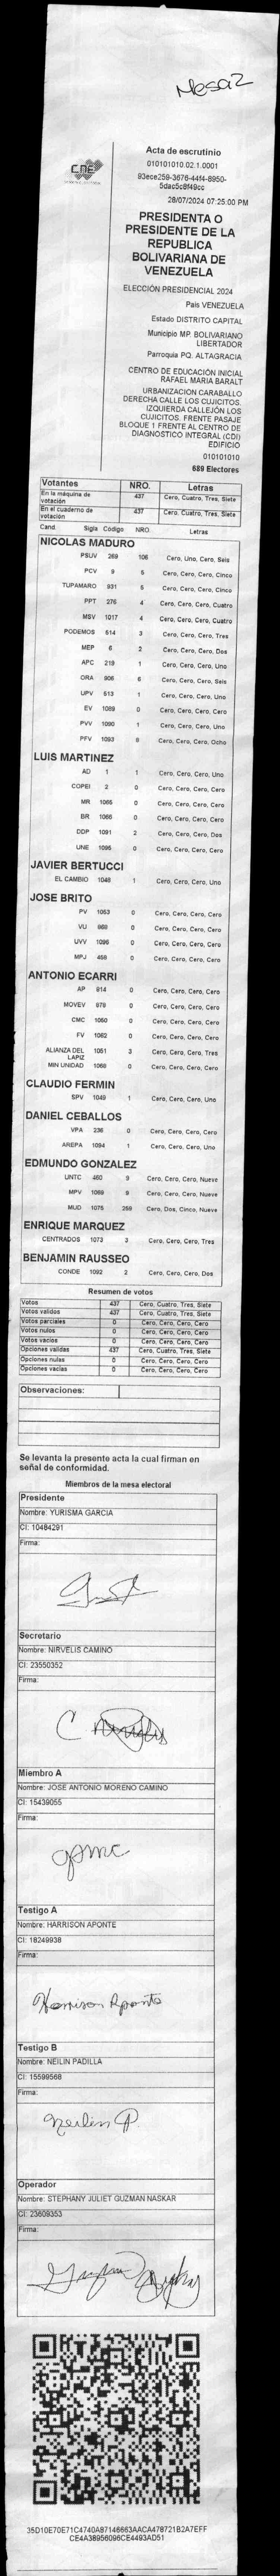 Mesa 2
CNE
Acta de escrutinio
010101010.02.1.0001
93ece259-3676-44f4-8950-
5dac5c8f49cc
28/07/2024 07:25:00 PM
PRESIDENTA O
PRESIDENTE DE LA
REPUBLICA
BOLIVARIANA DE
VENEZUELA
ELECCIÓN PRESIDENCIAL 2024
País VENEZUELA
Estado DISTRITO CAPITAL
Municipio MP. BOLIVARIANO
LIBERTADOR
Parroquia PQ. ALTAGRACIA
CENTRO DE EDUCACIÓN INICIAL
RAFAEL MARIA BARALT
URBANIZACION CARABALLO
DERECHA CALLE LOS CUJICITOS.
IZQUIERDA CALLEJÓN LOS
CUJICITOS. FRENTE PASAJE
BLOQUE 1 FRENTE AL CENTRO DE
DIAGNOSTICO INTEGRAL (CDI)
EDIFICIO
010101010
689 Electores
Votantes NRO. Letras
En la máquina de votación 437 Cero, Cuatro, Tres, Siete
En el cuaderno de votación 437 Cero, Cuatro, Tres, Siete
Cand. Sigla Codigo NRO. Letras
NICOLAS MADURO
PSUV 269 106 Cero, Uno, Cero, Seis
PCV 9 5 Cero, Cero, Cero, Cinco
TUPAMARO 931 5 Cero, Cero, Cero, Cinco
PPT 276 4 Cero, Cero, Cero, Cuatro
MSV 1017 4 Cero, Cero, Cero, Cuatro
PODEMOS 514 3 Cero, Cero, Cero, Tres
MEP 6 2 Cero, Cero, Cero, Dos
APC 219 1 Cero, Cero, Cero, Uno
ORA 906 6 Cero, Cero, Cero, Seis
UPV 613 1 Cero, Cero, Cero, Uno
EV 1089 0 Cero, Cero, Cero, Cero
PVV 1090 1 Cero, Cero, Cero, Uno
PFV 1093 8 Cero, Cero, Cero, Ocho
LUIS MARTINEZ
AD 1 1 Cero, Cero, Cero, Uno
COPEI 2 0 Cero, Cero, Cero, Cero
MR 1065 0 Cero, Cero, Cero, Cero
BR 1066 0 Cero, Cero, Cero, Cero
DDP 1091 2 Cero, Cero, Cero, Dos
UNE 1095 0 Cero, Cero, Cero, Cero
JAVIER BERTUCCI
EL CAMBIO 1048 1 Cero, Cero, Cero, Uno
JOSE BRITO
PV 1053 0 Cero, Cero, Cero, Cero
VU 868 0 Cero, Cero, Cero, Cero
UVV 1096 0 Cero, Cero, Cero, Cero
MPJ 458 0 Cero, Cero, Cero, Cero
ANTONIO ECARRI
AP 914 0 Cero, Cero, Cero, Cero
MOVEV 879 0 Cero, Cero, Cero, Cero
CMC 1050 0 Cero, Cero, Cero, Cero
FV 1062 0 Cero, Cero, Cero, Cero
ALIANZA DEL LAPIZ 1051 3 Cero, Cero, Cero, Tres
MIN UNIDAD 1068 0 Cero, Cero, Cero, Cero
CLAUDIO FERMIN
SPV 1049 1 Cero, Cero, Cero, Uno
DANIEL CEBALLOS
VPA 236 0 Cero, Cero, Cero, Cero
AREPA 1094 1 Cero, Cero, Cero, Uno
EDMUNDO GONZALEZ
UNTC 460 9 Cero, Cero, Cero, Nueve
MPV 1069 9 Cero, Cero, Cero, Nueve
MUD 1075 259 Cero, Dos, Cinco, Nueve
ENRIQUE MARQUEZ
CENTRADOS 1073 3 Cero, Cero, Cero, Tres
BENJAMIN RAUSSEO
CONDE 1092 2 Cero, Cero, Cero, Dos
Resumen de votos
Votos 437 Cero, Cuatro, Tres, Siete
Votos validos 437 Cero, Cuatro, Tres, Siete
Votos parciales 0 Cero, Cero, Cero, Cero
Votos nulos 0 Cero, Cero, Cero, Cero
Votos vacios 0 Cero, Cero, Cero, Cero
Opciones validas 437 Cero, Cuatro, Tres, Siete
Opciones nulas 0 Cero, Cero, Cero, Cero
Opciones vacias 0 Cero, Cero, Cero, Cero
Observaciones:
Se levanta la presente acta la cual firman en
señal de conformidad.
Miembros de la mesa electoral
Presidente
Nombre: YURISMA GARCIA
CI: 10484291
Firma:
Secretario
Nombre: NIRVELIS CAMINO
CI: 23550352
Firma:
Miembro A
Nombre: JOSE ANTONIO MORENO CAMINO
CI: 15439055
Firma:
Testigo A
Nombre: HARRISON APONTE
CI: 18249938
Firma:
Harrison Aponte
Testigo B
Nombre: NEILIN PADILLA
CI: 15599568
Firma:
Neilin P.
Operador
Nombre: STEPHANY JULIET GUZMAN NASKAR
CI: 23609353
Firma:
35D10E70E71C4740A87146663AACA478721B2A7EFF
CE4A38956096CE4493AD51